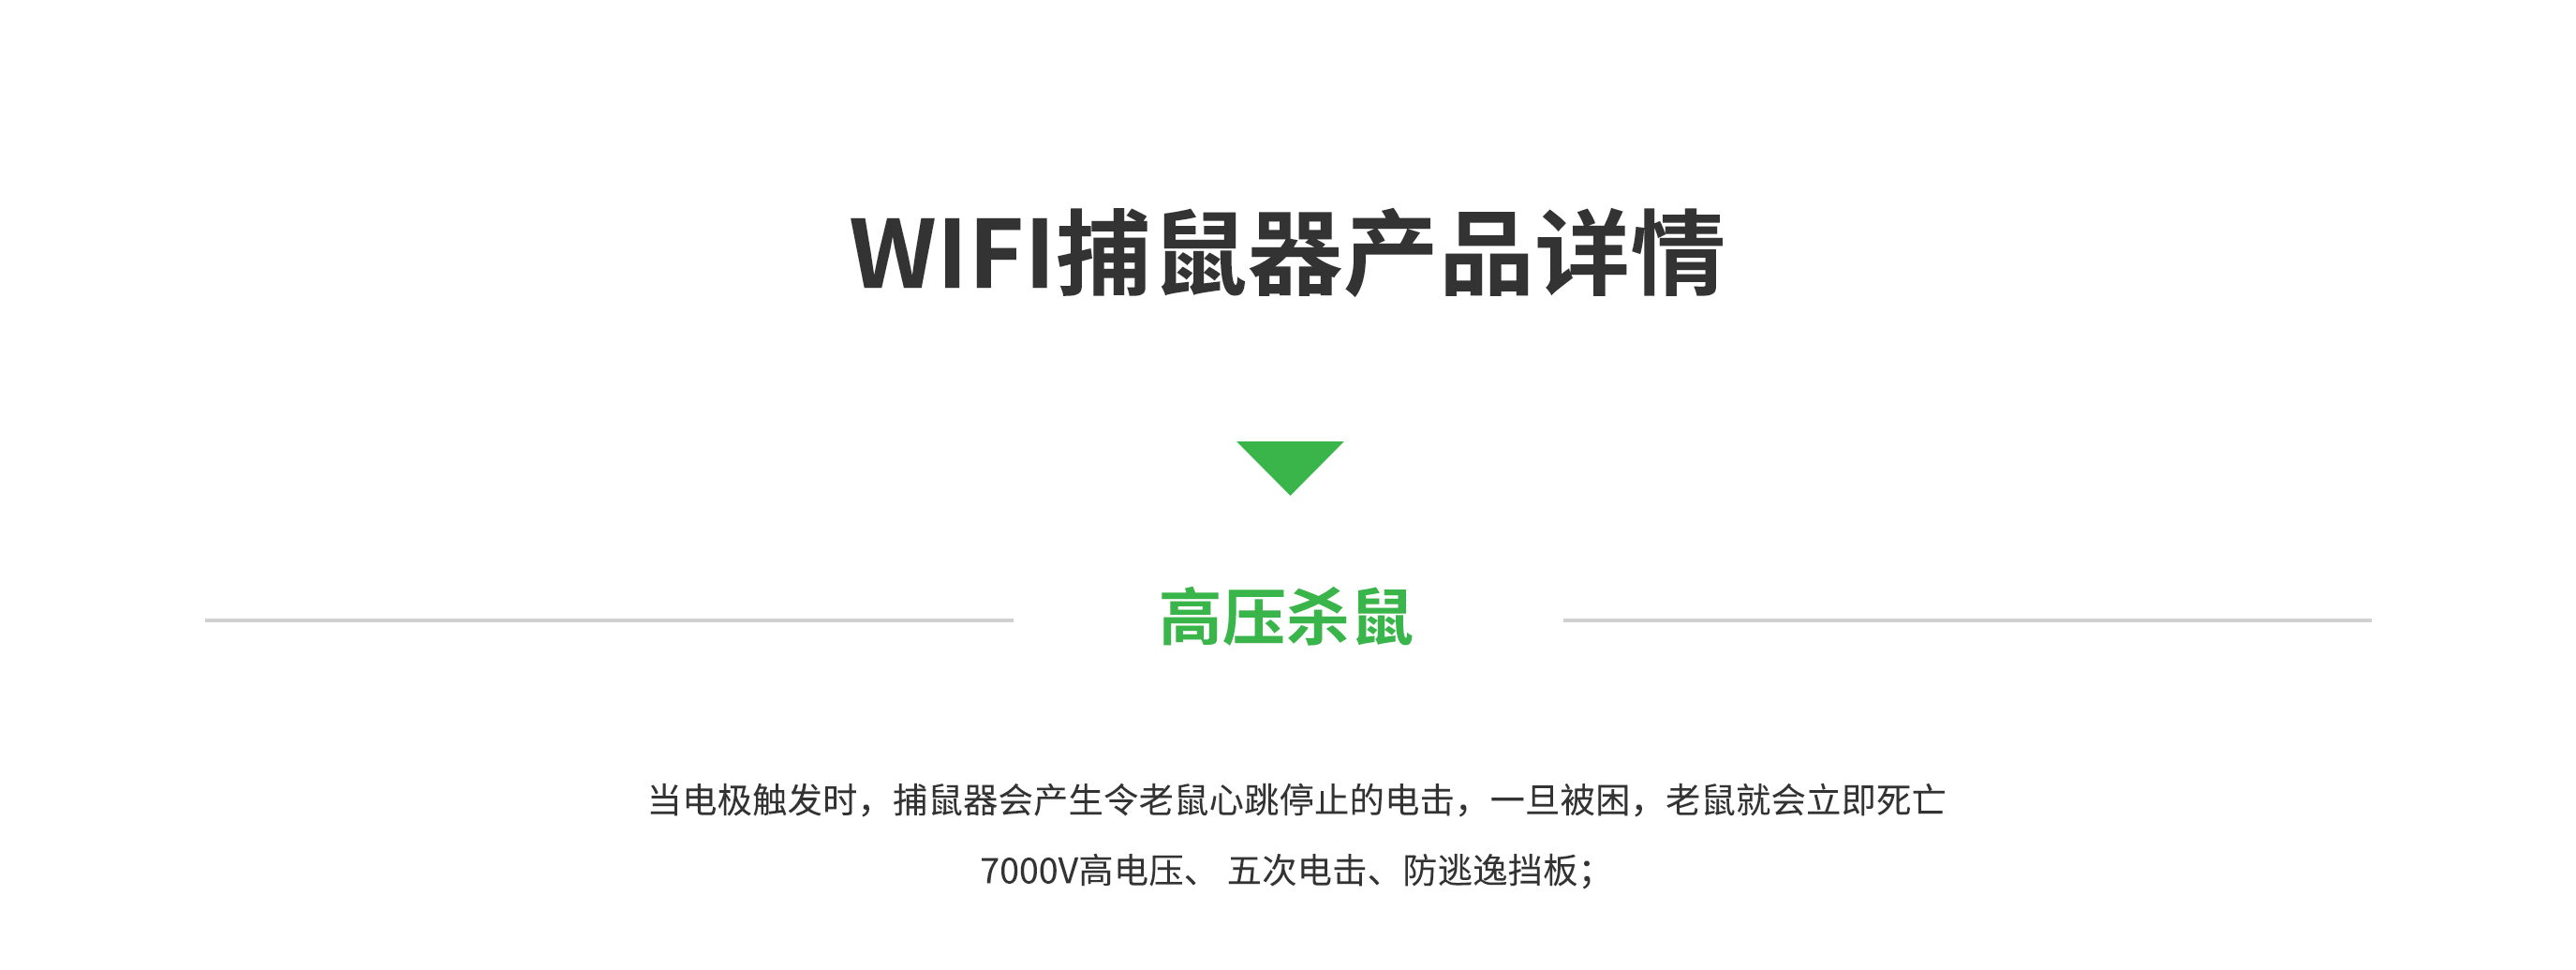 WIFI捕鼠器产品详情
高压杀鼠
当电极触发时，捕鼠器会产生令老鼠心跳停止的电击，一旦被困，老鼠就会立即死亡
7000V高电压、 五次电击、防逃逸挡板；